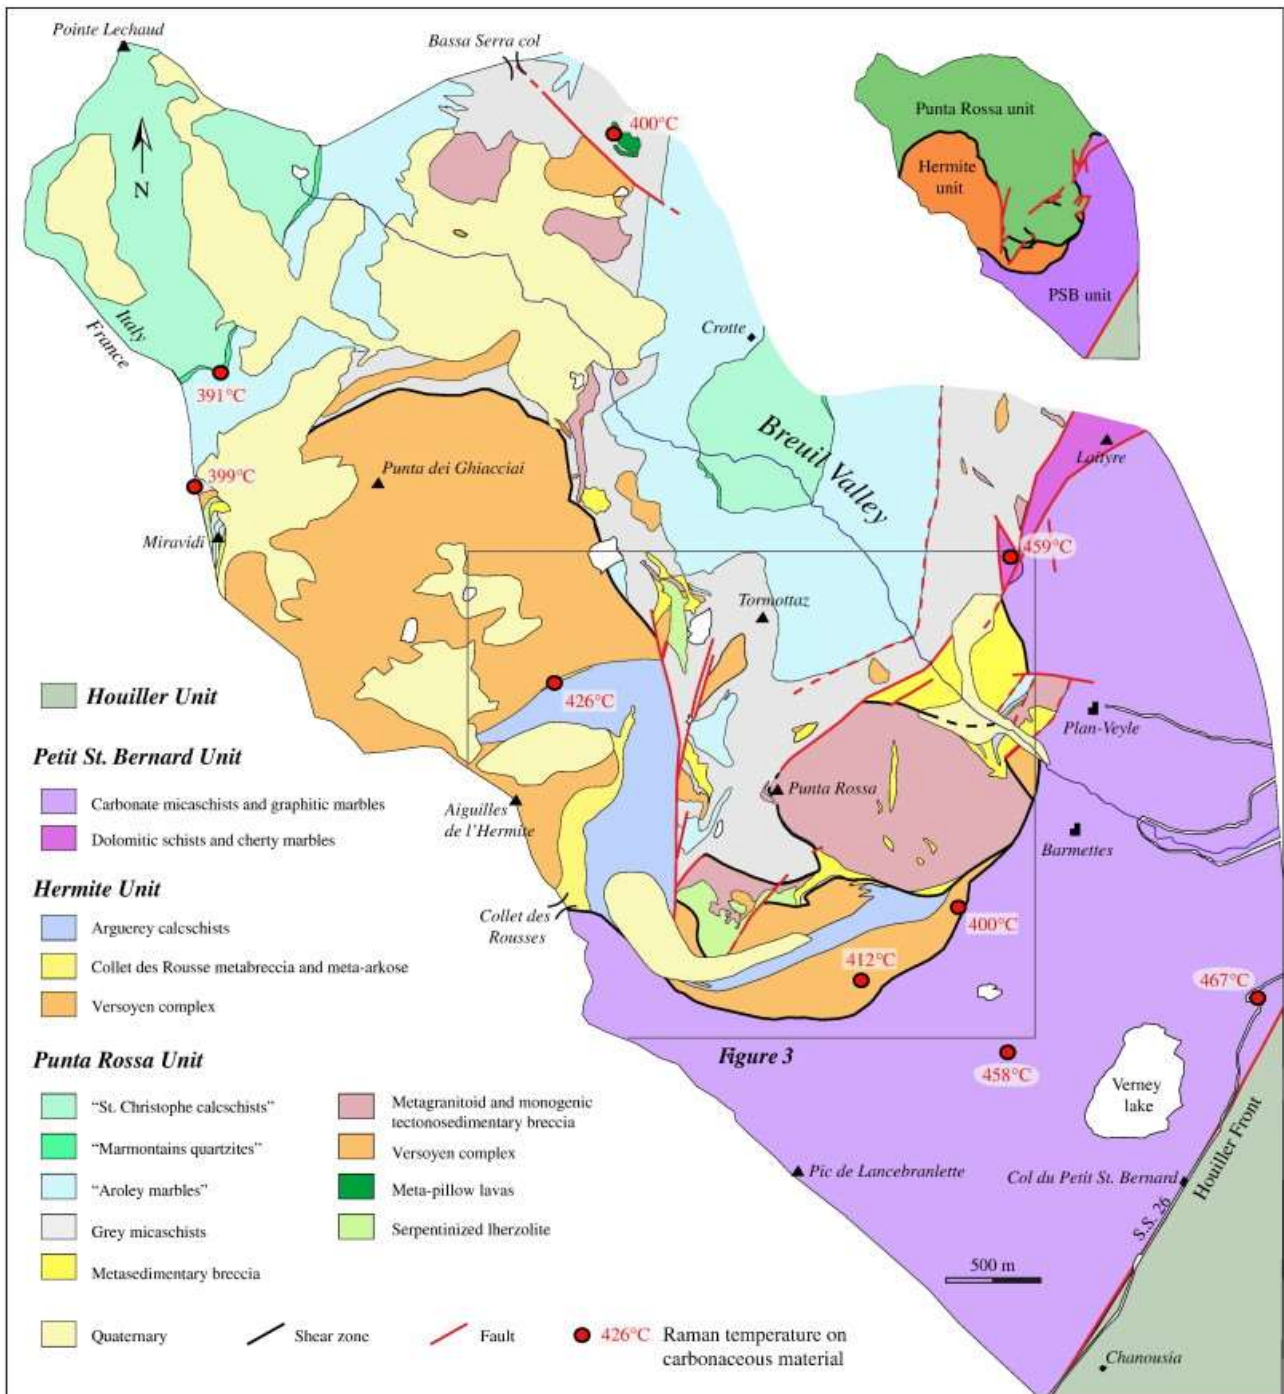 Pointe Lechaud
Bassa Serra col
400°C
Punta Rossa unit
Hermite
unit
PSB unit
N
Italy
France
Crotte
391°C
Breuil Valley
Laityre
399°C
Punta dei Ghiacciai
Miravidi
459°C
Tormottaz
426°C
Plan-Veyle
Punta Rossa
Aiguilles
de l'Hermite
Barmettes
Collet des
Rousses
400°C
412°C
467°C
Figure 3
458°C
Verney
lake
Houiller Front
Pic de Lancebranlette
Col du Petit St. Bernard
S.S. 26
500 m
Chanousia
Houiller Unit
Petit St. Bernard Unit
Carbonate micaschists and graphitic marbles
Dolomitic schists and cherty marbles
Hermite Unit
Arguerey calcschists
Collet des Rousse metabreccia and meta-arkose
Versoyen complex
Punta Rossa Unit
“St. Christophe calcschists”
“Marmontains quartzites”
“Aroley marbles”
Grey micaschists
Metasedimentary breccia
Metagranitoid and monogenic
tectonosedimentary breccia
Versoyen complex
Meta-pillow lavas
Serpentinized lherzolite
Quaternary
Shear zone
Fault
426°C Raman temperature on
carbonaceous material